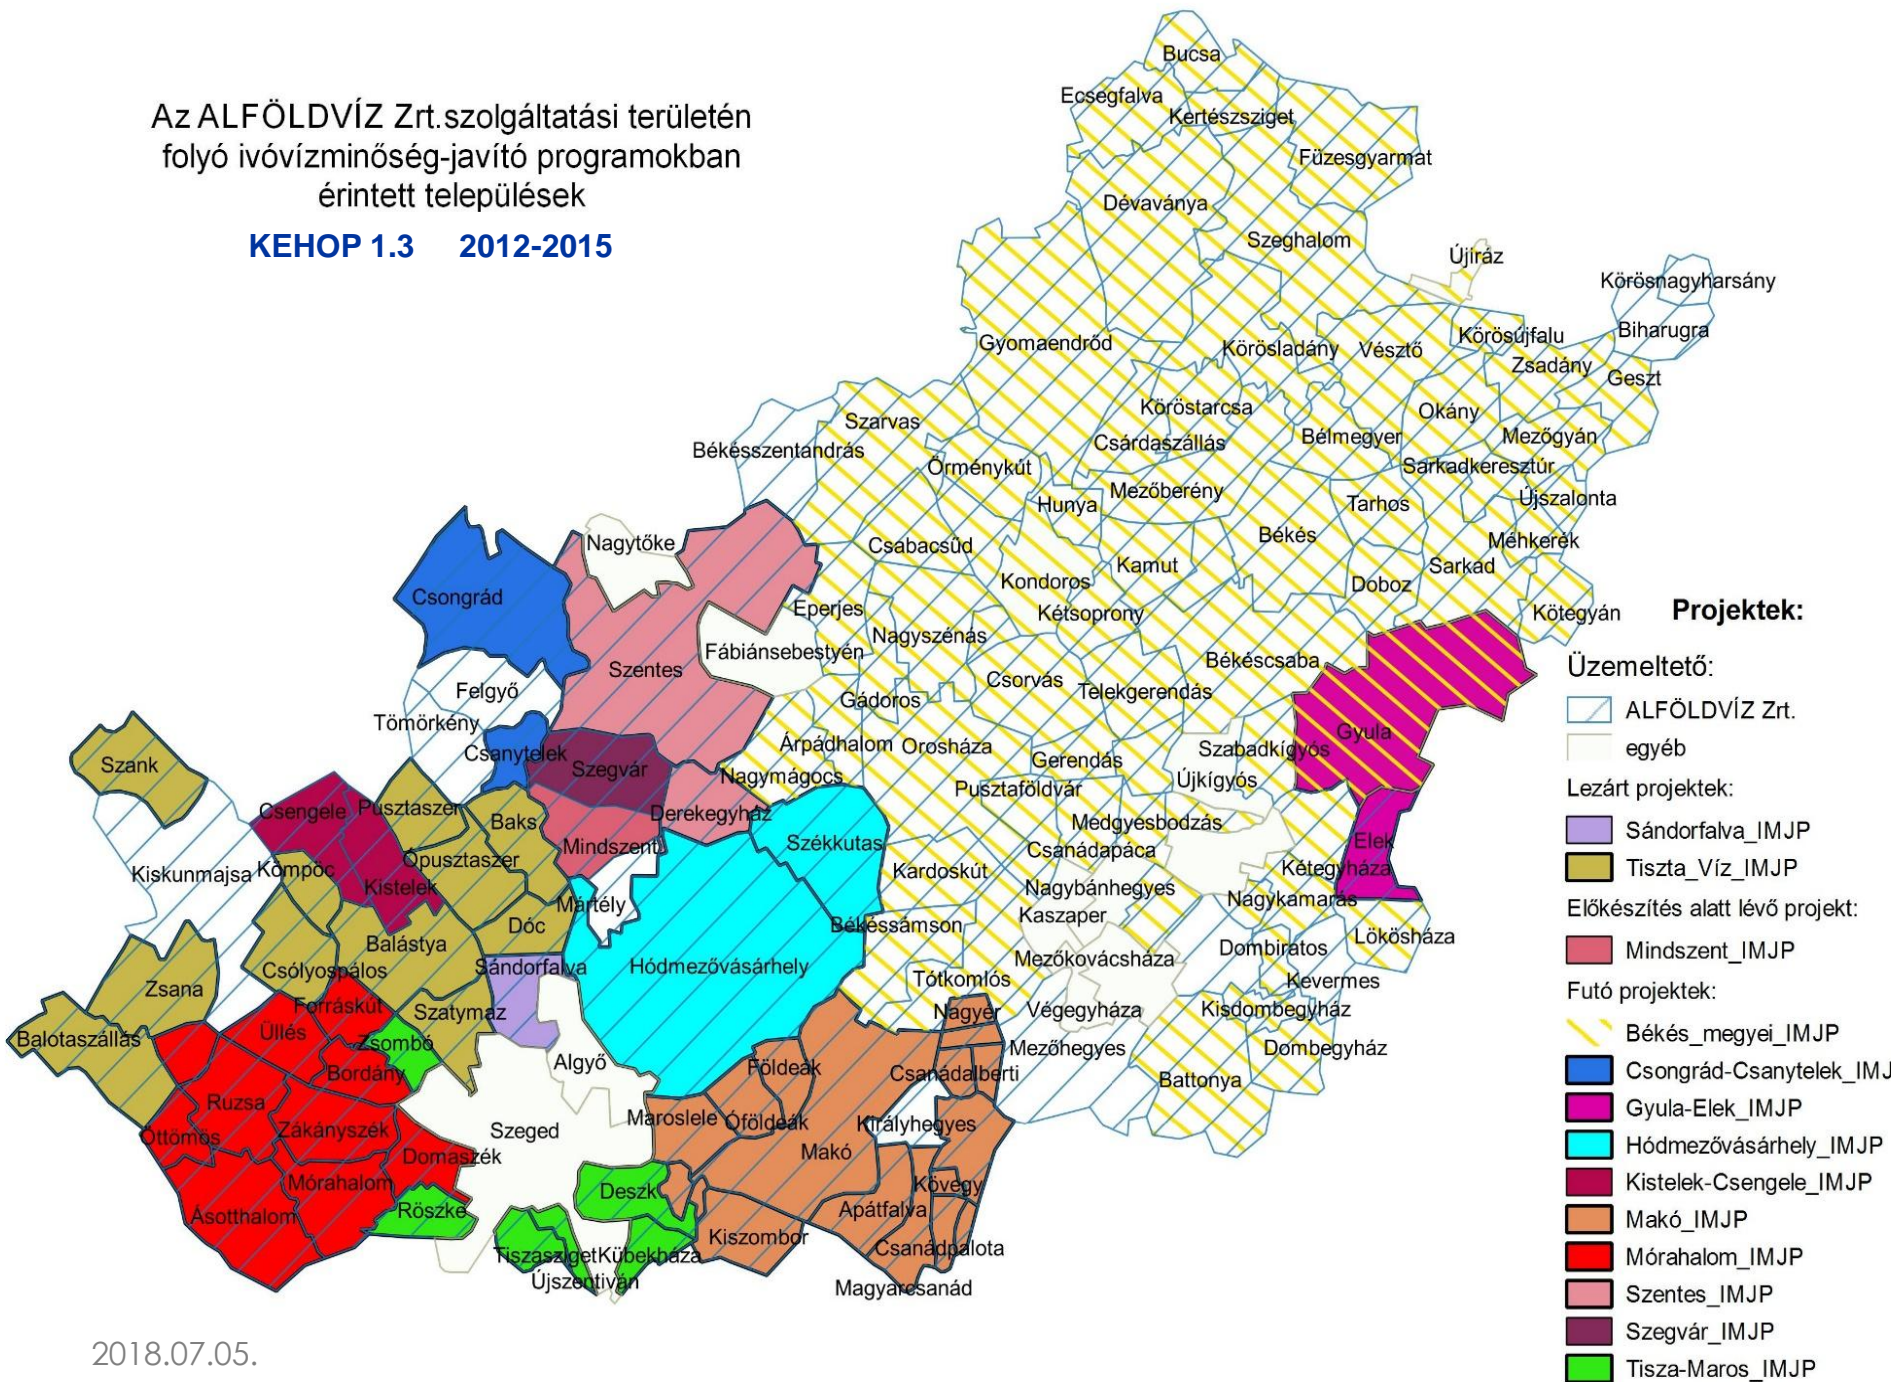 Az ALFÖLDVÍZ Zrt.szolgáltatási területén
folyó ivóvízminőség-javító programokban
érintett települések
KEHOP 1.3 2012-2015
Bucsa
Ecsegfalva
Kertészsziget
Füzesgyarmat
Dévaványa
Szeghalom
Újiráz
Körösnagyharsány
Biharugra
Gyomaendrőd
Körösladány
Vésztő
Körösújfalu
Zsadány
Geszt
Köröstarcsa
Okány
Szarvas
Csárdaszállás
Bélmegyer
Mezőgyán
Békésszentandrás
Örménykút
Sarkadkeresztúr
Hunya
Mezőberény
Tarhos
Újszalonta
Nagytőke
Csabacsűd
Békés
Méhkerék
Kondoros
Kamut
Doboz
Sarkad
Csongrád
Eperjes
Kétsoprony
Kötegyán
Nagyszénás
Fábiánsebestyén
Szentes
Békéscsaba
Csorvás
Telekgerendás
Felgyő
Gádoros
Tömörkény
Gyula
Csanytelek
Szegvár
Árpádhalom
Orosháza
Gerendás
Szabadkígyós
Szank
Nagymágocs
Pusztaföldvár
Újkígyós
Csengele
Pusztaszer
Baks
Derekegyház
Medgyesbodzás
Mindszent
Székkutas
Csanádapáca
Elek
Kiskunmajsa
Kömpöc
Ópusztaszer
Kardoskút
Kétegyháza
Kistelek
Nagybánhegyes
Nagykamarás
Mártély
Kaszaper
Dóc
Békéssámson
Balástya
Lökösháza
Dombiratos
Csólyospálos
Sándorfalva
Hódmezővásárhely
Mezőkovácsháza
Zsana
Tótkomlós
Kevermes
Forráskút
Szatymaz
Nagyér
Végegyháza
Kisdombegyház
Balotaszállás
Üllés
Zsombó
Mezőhegyes
Dombegyház
Algyő
Földeák
Bordány
Csanádalberti
Battonya
Ruzsa
Maroslele
Óföldeák
Királyhegyes
Öttömös
Zákányszék
Szeged
Domaszék
Makó
Mórahalom
Deszk
Kövegy
Ásotthalom
Röszke
Apátfalva
Kiszombor
Csanádpalota
Tiszasziget
Kübekháza
Újszentiván
Magyarcsanád
Projektek:
Üzemeltető:
ALFÖLDVÍZ Zrt.
egyéb
Lezárt projektek:
Sándorfalva_IMJP
Tiszta_Víz_IMJP
Előkészítés alatt lévő projekt:
Mindszent_IMJP
Futó projektek:
Békés_megyei_IMJP
Csongrád-Csanytelek_IMJ
Gyula-Elek_IMJP
Hódmezővásárhely_IMJP
Kistelek-Csengele_IMJP
Makó_IMJP
Mórahalom_IMJP
Szentes_IMJP
Szegvár_IMJP
Tisza-Maros_IMJP
2018.07.05.